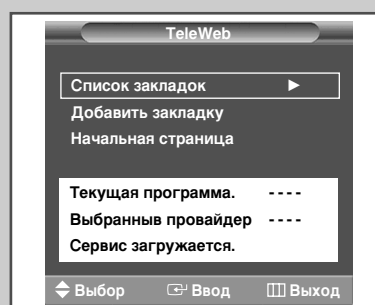 TeleWeb
Список закладок ►
Добавить закладку
Начальная страница
Текущая программа. - - - -
Выбранныв провайдер - - - -
Сервис загружается.
Выбор Ввод Выход